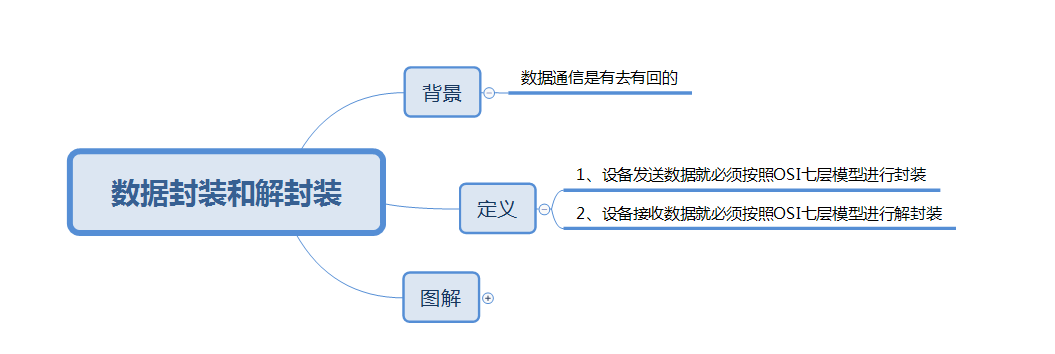 数据封装和解封装
背景
数据通信是有去有回的
定义
1、设备发送数据就必须按照OSI七层模型进行封装
2、设备接收数据就必须按照OSI七层模型进行解封装
图解